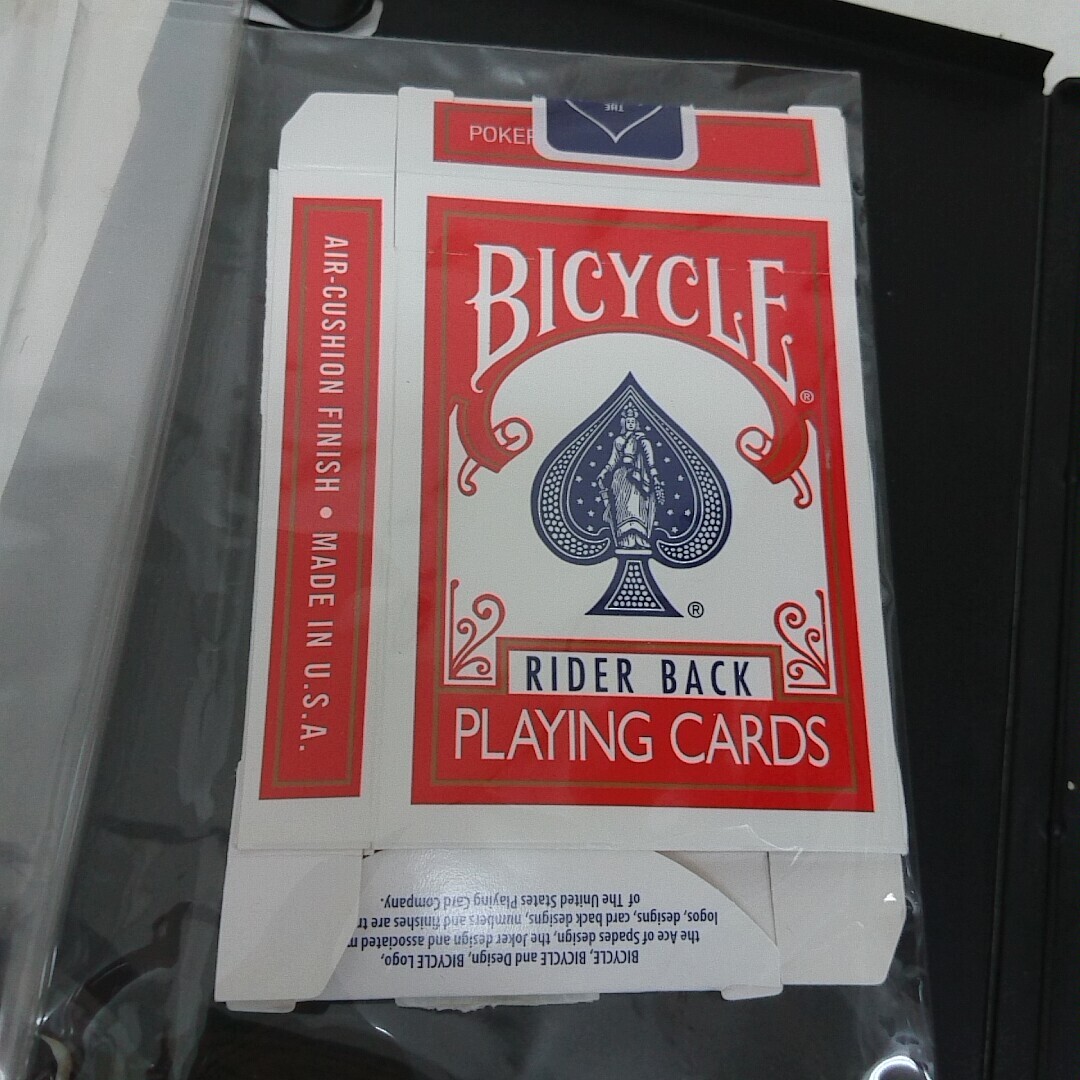 POKER
THE
BICYCLE
®
®
RIDER BACK
PLAYING CARDS
AIR-CUSHION FINISH • MADE IN U.S.A.
BICYCLE, BICYCLE and Design, BICYCLE Logo,
the Ace of Spades design, the Joker design and associated
logos, designs, card back designs, numbers and finishes are
of The United States Playing Card Company.